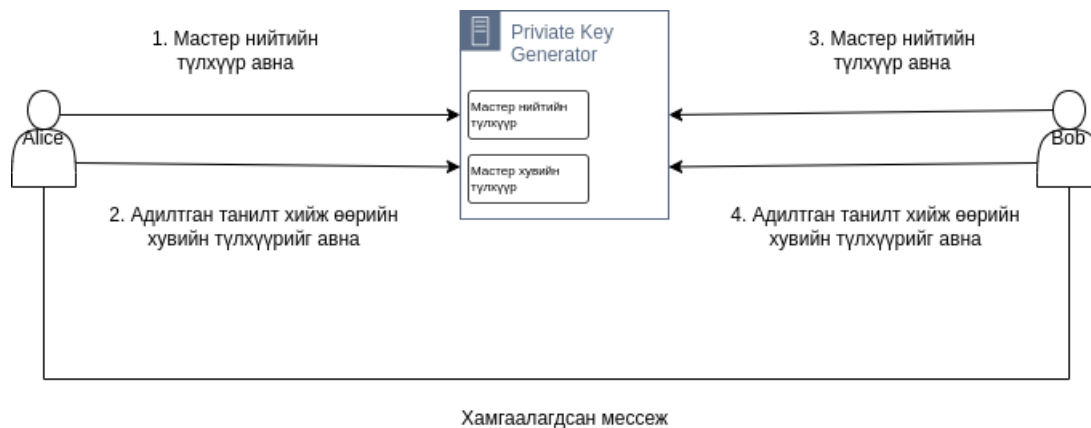 1. Мастер нийтийн
түлхүүр авна
Priviate Key
Generator
3. Мастер нийтийн
түлхүүр авна
Мастер нийтийн
түлхүүр
Alice
Bob
Мастер хувийн
түлхүүр
2. Адилтган танилт хийж өөрийн
хувийн түлхүүрийг авна
4. Адилтган танилт хийж өөрийн
хувийн түлхүүрийг авна
Хамгаалагдсан мессеж